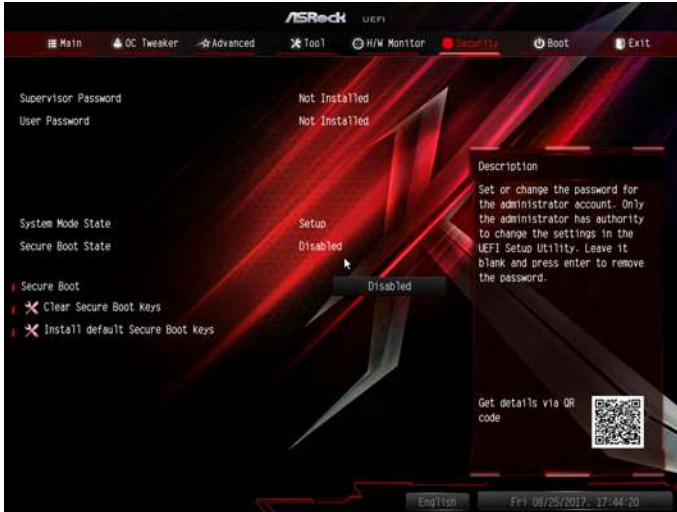 ASRock UEFI
Main OC Tweaker Advanced Tool H/W Monitor Security Boot Exit
Supervisor Password Not Installed
User Password Not Installed
System Mode State Setup
Secure Boot State Disabled
Secure Boot Disabled
Clear Secure Boot keys
Install default Secure Boot keys
Description
Set or change the password for
the administrator account. Only
the administrator has authority
to change the settings in the
UEFI Setup Utility. Leave it
blank and press enter to remove
the password.
Get details via QR
code
English Fri 08/25/2017, 17:44:20